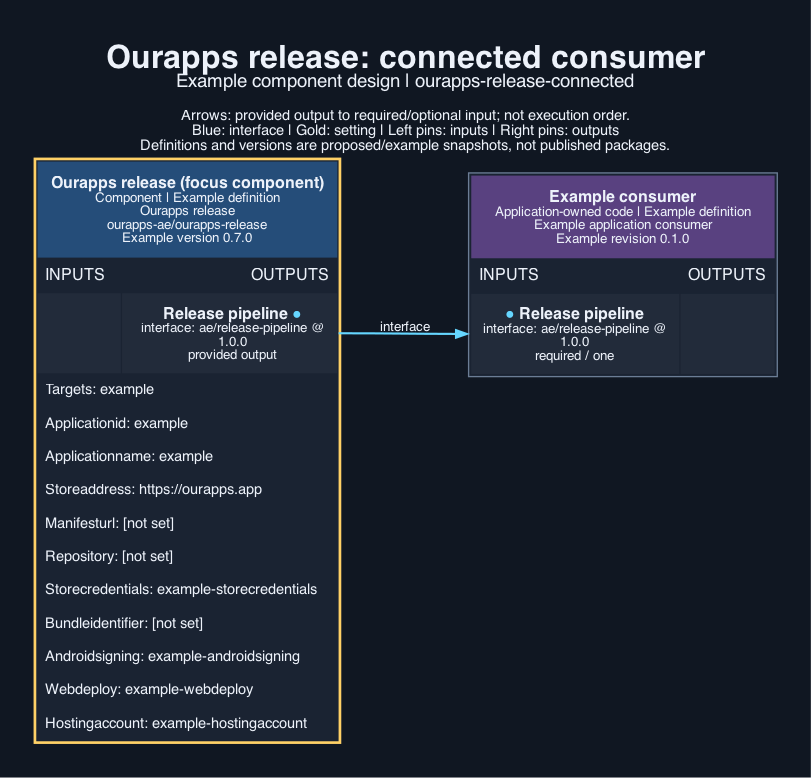 Ourapps release: connected consumer
Example component design | ourapps-release-connected
Arrows: provided output to required/optional input; not execution order.
Blue: interface | Gold: setting | Left pins: inputs | Right pins: outputs
Definitions and versions are proposed/example snapshots, not published packages.
Ourapps release (focus component)
Component | Example definition
Ourapps release
ourapps-ae/ourapps-release
Example version 0.7.0
INPUTS OUTPUTS
Release pipeline
interface: ae/release-pipeline @
1.0.0
provided output
Targets: example
Applicationid: example
Applicationname: example
Storeaddress: https://ourapps.app
Manifesturl: [not set]
Repository: [not set]
Storecredentials: example-storecredentials
Bundleidentifier: [not set]
Androidsigning: example-androidsigning
Webdeploy: example-webdeploy
Hostingaccount: example-hostingaccount
interface
Example consumer
Application-owned code | Example definition
Example application consumer
Example revision 0.1.0
INPUTS OUTPUTS
Release pipeline
interface: ae/release-pipeline @
1.0.0
required / one